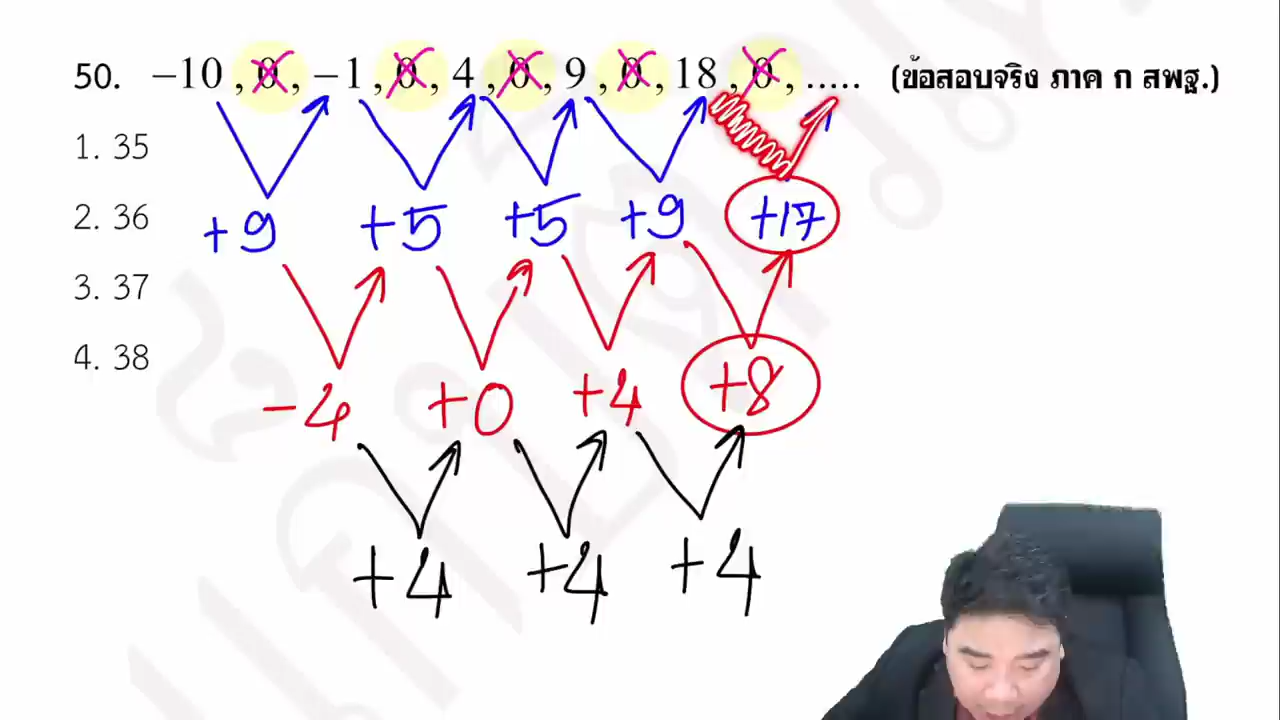 50. −10 , 0 , −1 , 0 , 4 , 0 , 9 , 0 , 18 , 0 , ..... (ข้อสอบจริง ภาค ก สพฐ.)
1. 35
2. 36
+9 +5 +5 +9 +17
3. 37
4. 38
-4 +0 +4 +8
+4 +4 +4